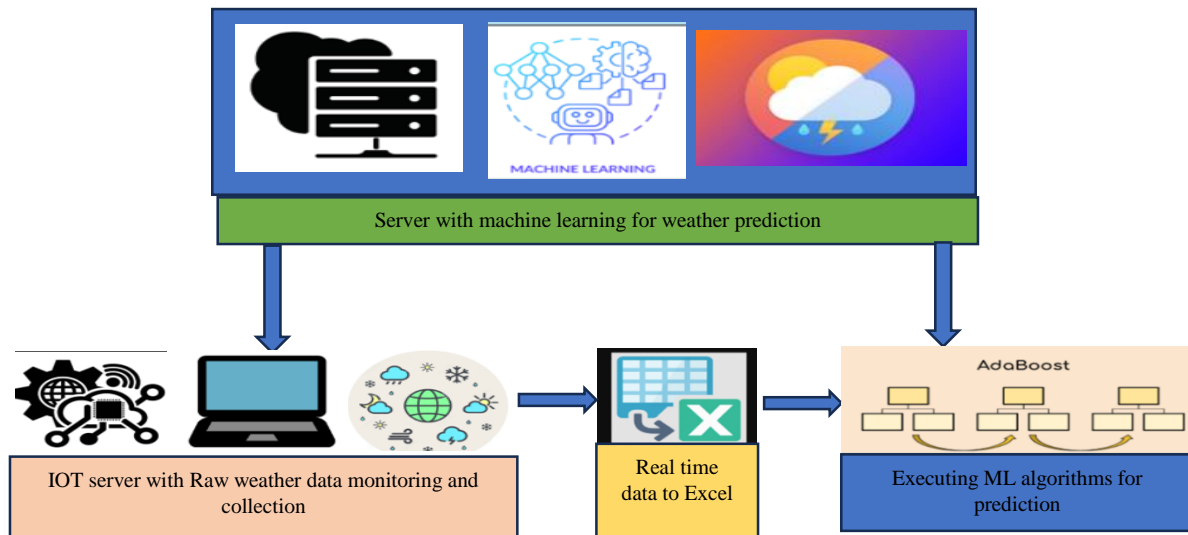 MACHINE LEARNING
Server with machine learning for weather prediction
AdaBoost
X
IOT server with Raw weather data monitoring and
collection
Real time
data to Excel
Executing ML algorithms for
prediction